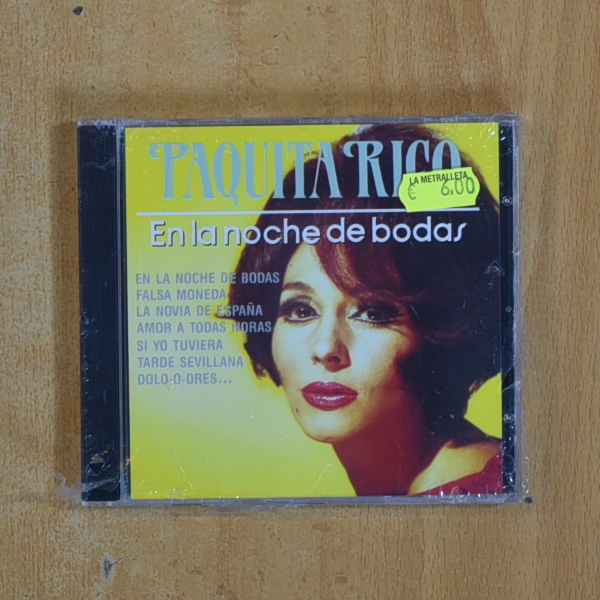 PAQUITA RICO
LA METRALLETA
€ 6,00
En la noche de bodas
EN LA NOCHE DE BODAS
FALSA MONEDA
LA NOVIA DE ESPAÑA
AMOR A TODAS HORAS
SI YO TUVIERA
TARDE SEVILLANA
DOLO-O-ORES...